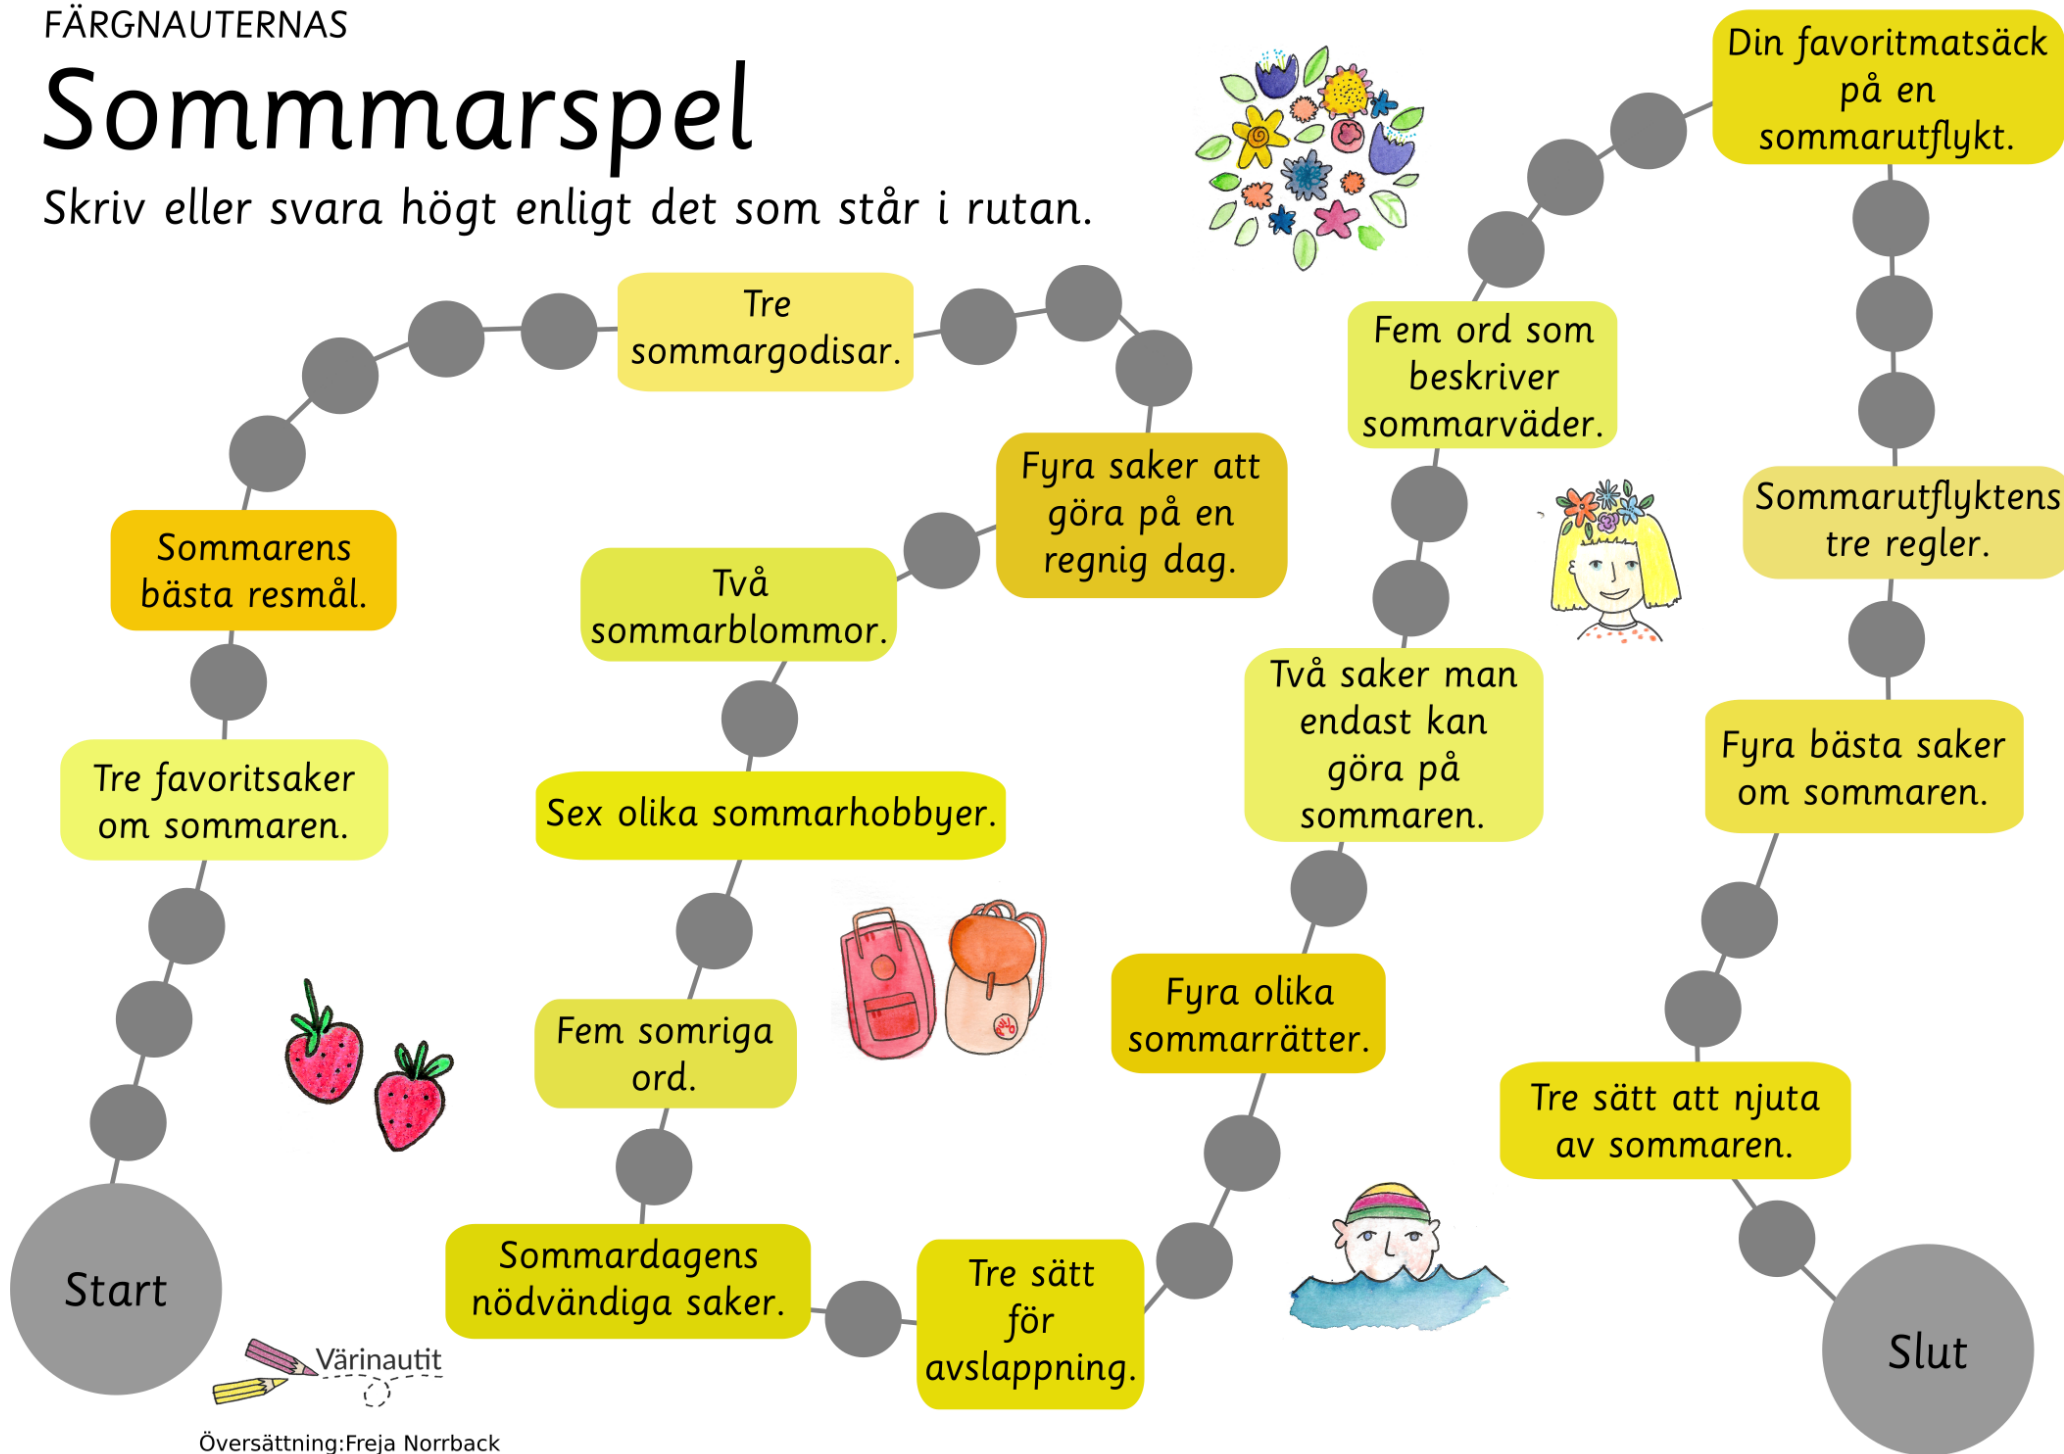 FÄRGNAUTERNAS
Sommmarspel
Skriv eller svara högt enligt det som står i rutan.
Start
Tre favoritsaker
om sommaren.
Sommarens
bästa resmål.
Tre
sommargodisar.
Fyra saker att
göra på en
regnig dag.
Två
sommarblommor.
Sex olika sommarhobbyer.
Fem somriga
ord.
Sommardagens
nödvändiga saker.
Tre sätt
för
avslappning.
Fyra olika
sommarrätter.
Två saker man
endast kan
göra på
sommaren.
Fem ord som
beskriver
sommarväder.
Din favoritmatsäck
på en
sommarutflykt.
Sommarutflyktens
tre regler.
Fyra bästa saker
om sommaren.
Tre sätt att njuta
av sommaren.
Slut
Värinautit
Översättning:Freja Norrback